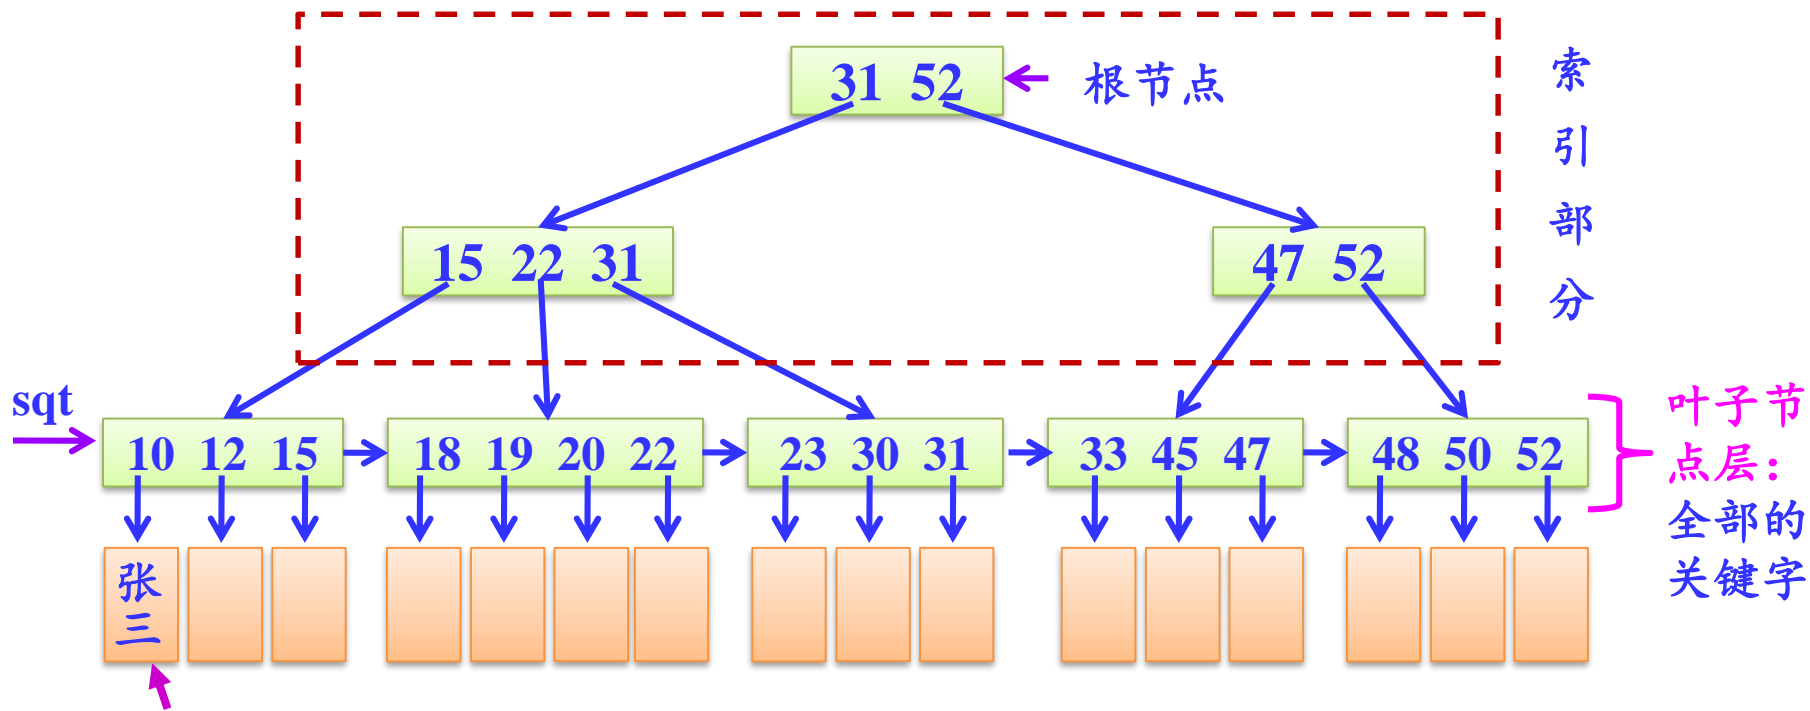 31 52
根节点
索引部分
15 22 31
47 52
sqt
10 12 15
18 19 20 22
23 30 31
33 45 47
48 50 52
叶子节
点层：
全部的
关键字
张三